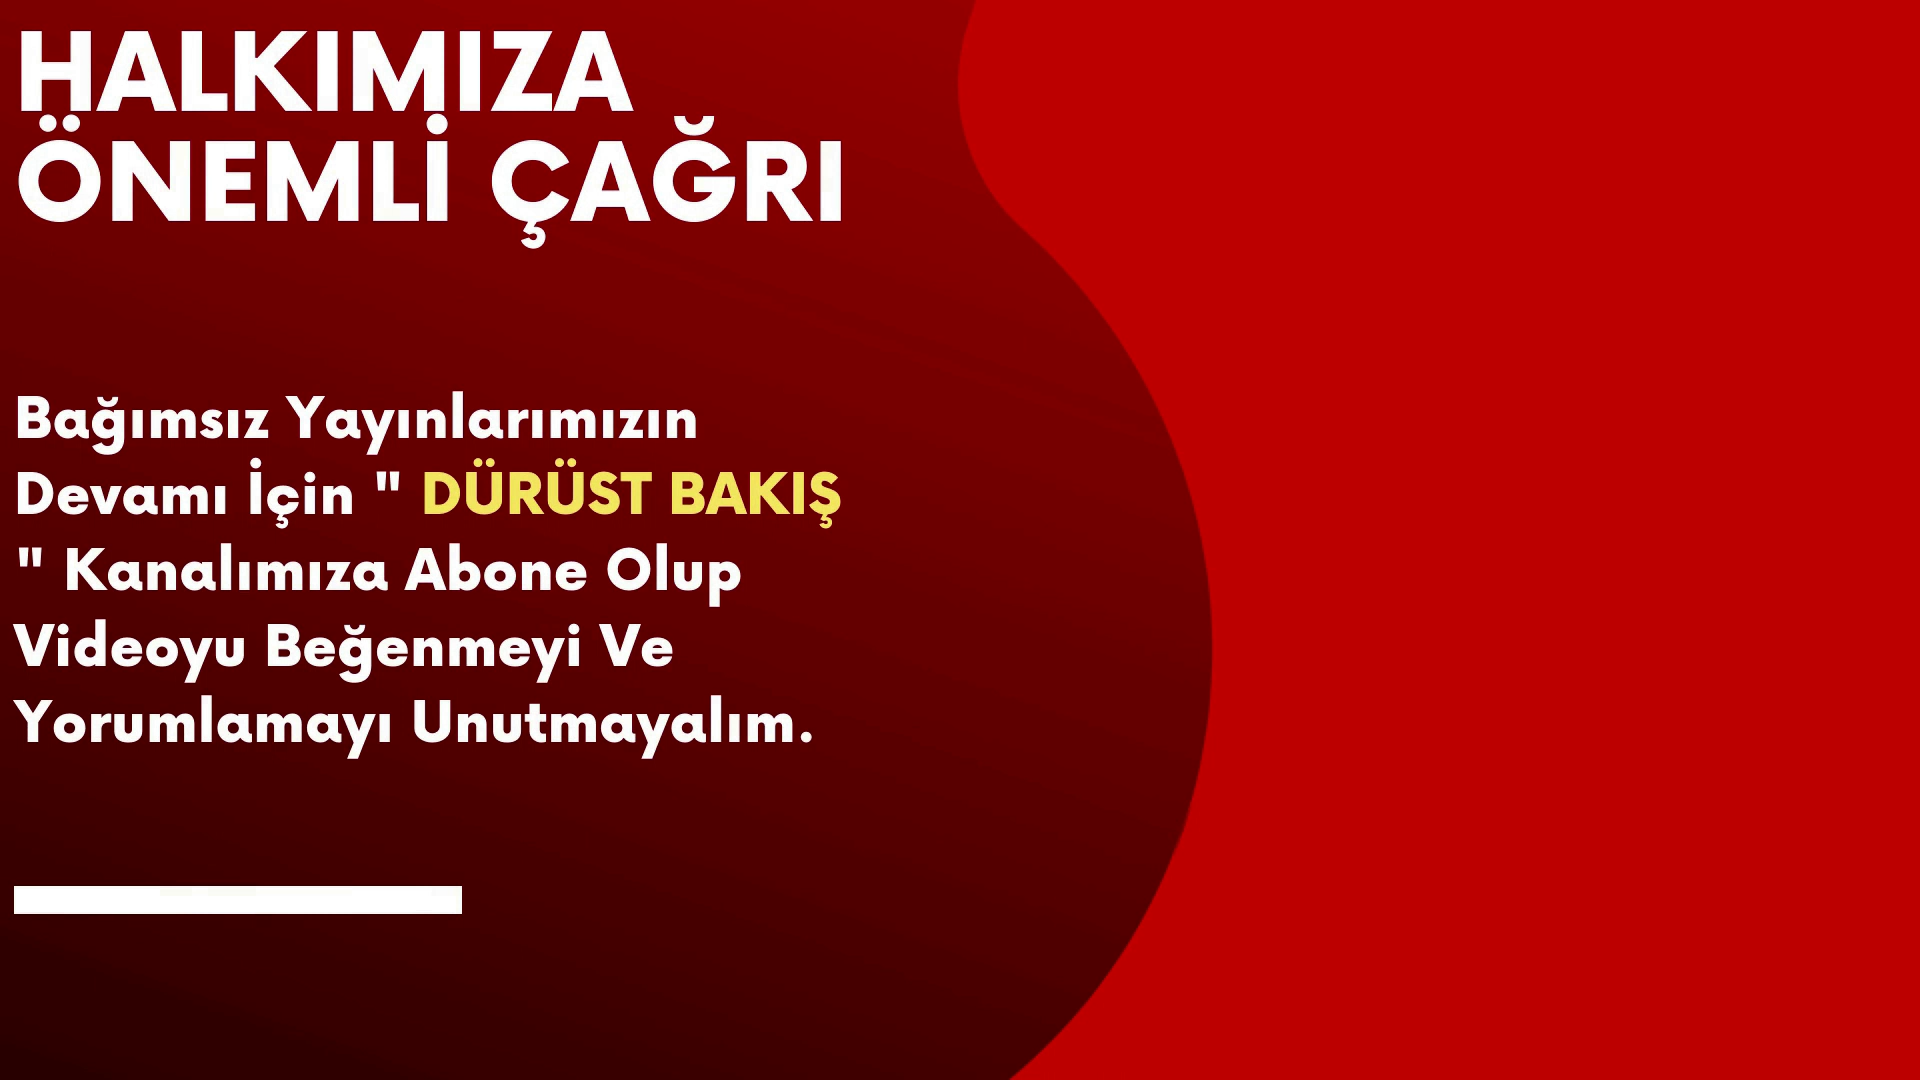 HALKIMIZA
ÖNEMLİ ÇAĞRI
Bağımsız Yayınlarımızın
Devamı İçin " DÜRÜST BAKIŞ
" Kanalımıza Abone Olup
Videoyu Beğenmeyi Ve
Yorumlamayı Unutmayalım.